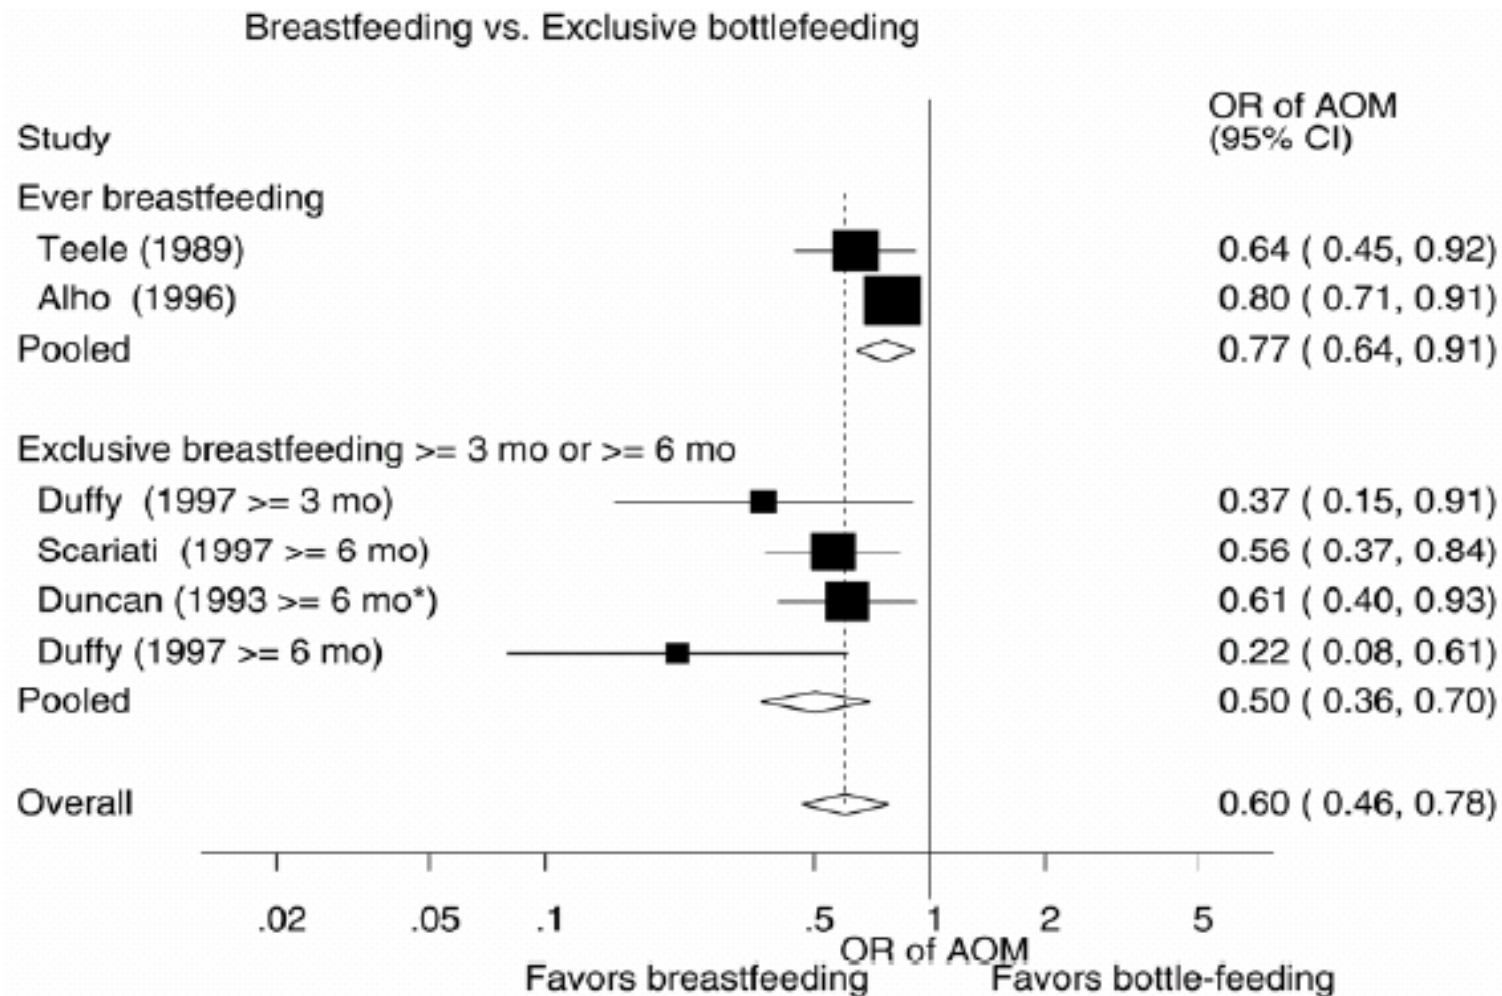 Breastfeeding vs. Exclusive bottlefeeding
OR of AOM
Study (95% CI)
Ever breastfeeding
Teele (1989) 0.64 ( 0.45, 0.92)
Alho (1996) 0.80 ( 0.71, 0.91)
Pooled 0.77 ( 0.64, 0.91)
Exclusive breastfeeding >= 3 mo or >= 6 mo
Duffy (1997 >= 3 mo) 0.37 ( 0.15, 0.91)
Scariati (1997 >= 6 mo) 0.56 ( 0.37, 0.84)
Duncan (1993 >= 6 mo*) 0.61 ( 0.40, 0.93)
Duffy (1997 >= 6 mo) 0.22 ( 0.08, 0.61)
Pooled 0.50 ( 0.36, 0.70)
Overall 0.60 ( 0.46, 0.78)
.02 .05 .1 .5 1 2 5
OR of AOM
Favors breastfeeding Favors bottle-feeding